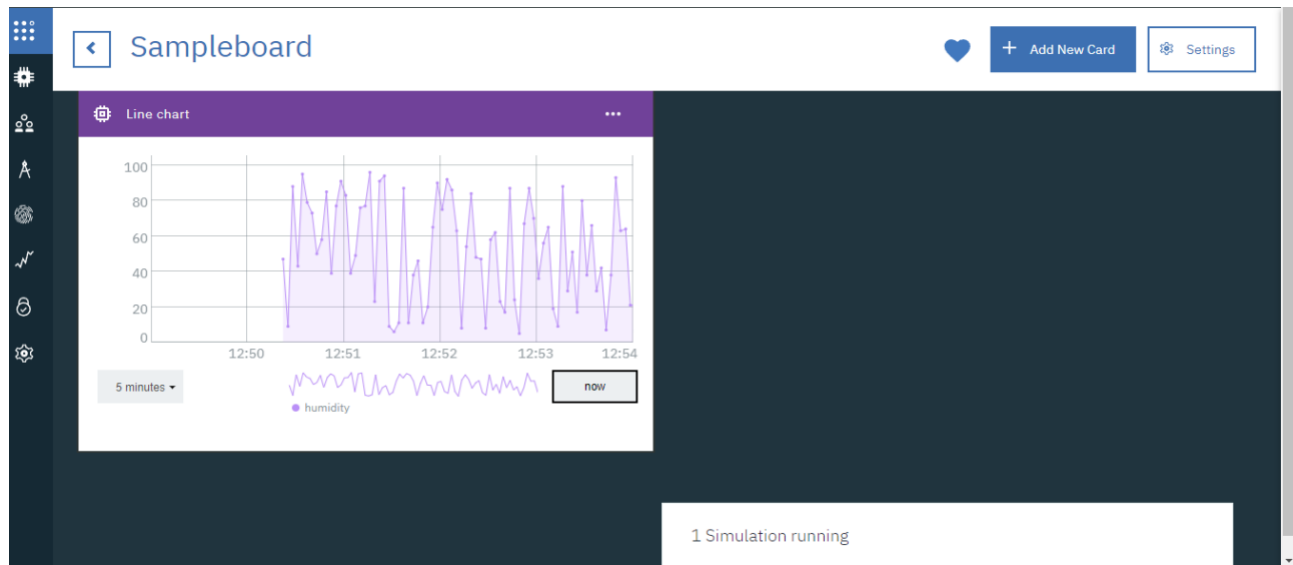 Sampleboard
+ Add New Card
Settings
Line chart
100
80
60
40
20
0
12:50 12:51 12:52 12:53 12:54
5 minutes
now
humidity
1 Simulation running